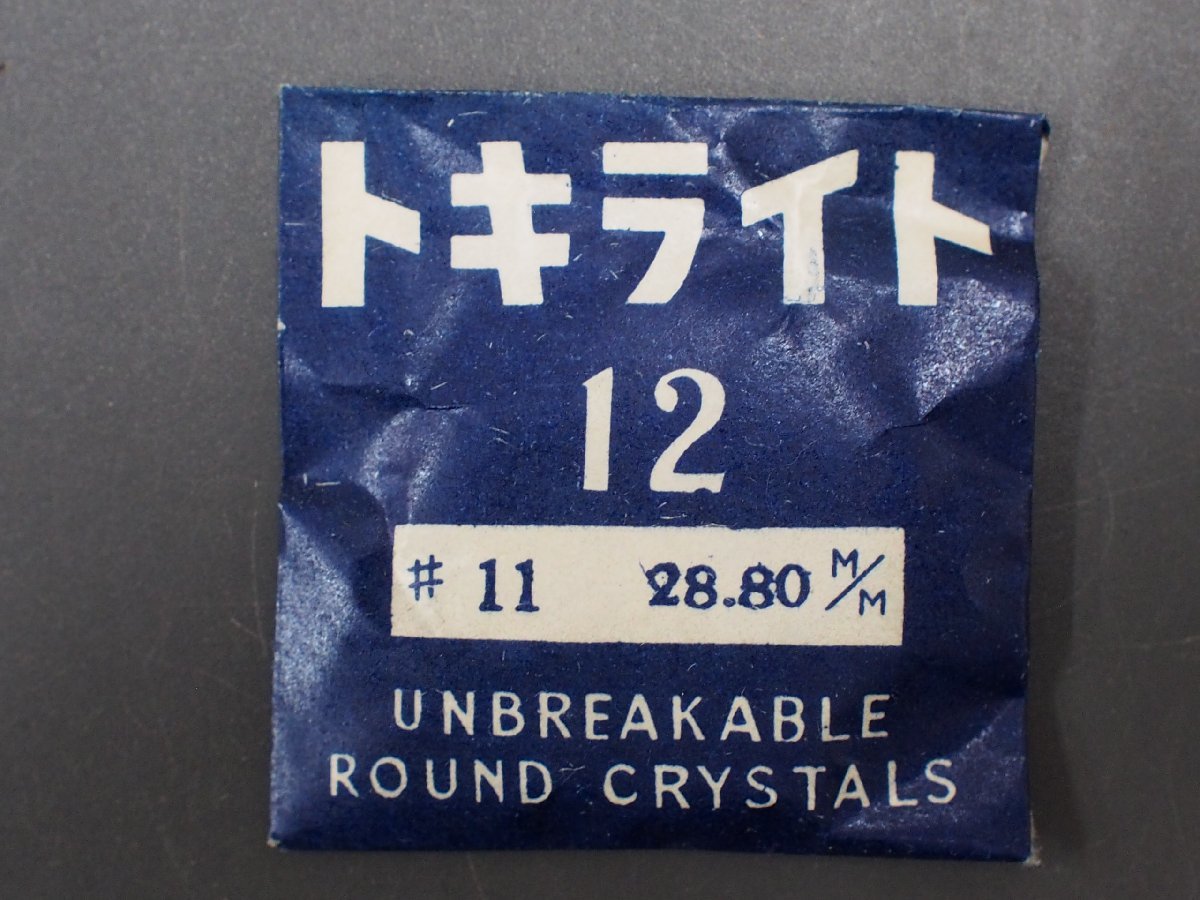 トキライト
12
# 11 28.80 M/M
UNBREAKABLE
ROUND CRYSTALS